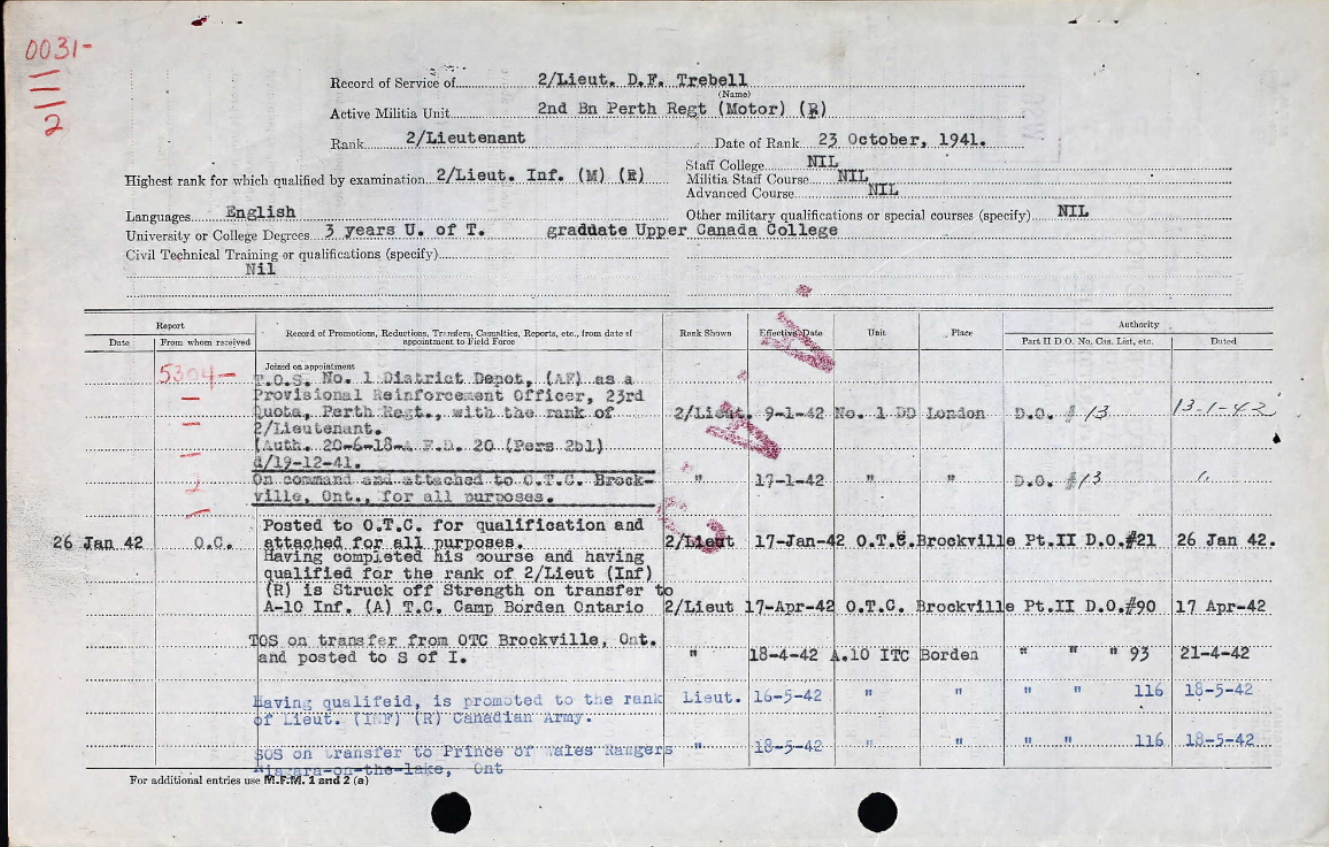 0031-
2
Record of Service of 2/Lieut. D.F. Trebell
(Name)
Active Militia Unit 2nd Bn Perth Regt (Motor) (R)
Rank 2/Lieutenant Date of Rank 23 October, 1941.
Staff College NIL
Highest rank for which qualified by examination 2/Lieut. Inf. (M) (R) Militia Staff Course NIL
Advanced Course NIL
Languages English Other military qualifications or special courses (specify) NIL
University or College Degrees 3 years U. of T. graduate Upper Canada College
Civil Technical Training or qualifications (specify)
Nil
Report Record of Promotions, Reductions, Transfers, Casualties, Reports, etc., from date of appointment to Field Force Rank Shown Effective Date Unit Place Authority
Date From whom received Part II D.O. No. Cas. List, etc. Dated
Joined on appointment
5304-
T.O.S. No. 1 District Depot, (AF) as a
Provisional Reinforcement Officer, 23rd
Quota, Perth Regt., with the rank of 2/Lieut. 9-1-42 No. 1 DD London D.O. # 13 13-1-42
2/Lieutenant.
(Auth. 20-6-18-A F.D. 20 (Pers 2b1)
d/19-12-41.
On command and attached to O.T.C. Brock- " 17-1-42 " " D.O. #13 "
ville, Ont., for all purposes.
Posted to O.T.C. for qualification and
26 Jan 42 O.C. attached for all purposes. 2/Lieut 17-Jan-42 O.T.C. Brockville Pt.II D.O.#21 26 Jan 42.
Having completed his course and having
qualified for the rank of 2/Lieut (Inf)
(R) is Struck off Strength on transfer to
A-10 Inf. (A) T.C. Camp Borden Ontario 2/Lieut 17-Apr-42 O.T.C. Brockville Pt.II D.O.#90 17 Apr-42
TOS on transfer from OTC Brockville, Ont.
and posted to S of I. " 18-4-42 A.10 ITC Borden " " " 93 21-4-42
Having qualifeid, is promoted to the rank Lieut. 16-5-42 " " " " 116 18-5-42
of Lieut. (INF) (R) Canadian Army.
SOS on transfer to Prince of Wales Rangers " 18-5-42 " " " " 116 18-5-42
Niagara-on-the-lake, Ont
For additional entries use M.F.M. 1 and 2 (a)